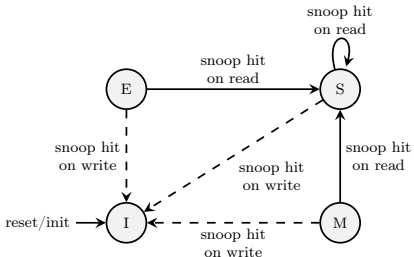 snoop hit
on read
snoop hit
on read
E
S
snoop hit
on write
snoop hit
on write
snoop hit
on read
reset/init
I
M
snoop hit
on write